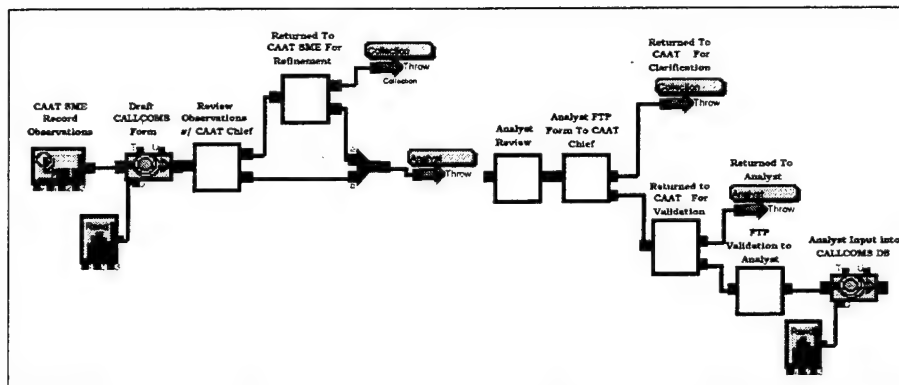 Returned To
CAAT SME For
Refinement
Collection
Throw
Collection
CAAT SME
Record
Observations
Draft
CALLCOMS
Form
Review
Observations
w/ CAAT Chief
Rand
Analyst
Throw
Analyst
Review
Analyst FTP
Form To CAAT
Chief
Returned To
CAAT For
Clarification
Collection
Throw
Returned to
CAAT For
Validation
Returned To
Analyst
Analyst
Throw
FTP
Validation to
Analyst
Analyst Input into
CALLCOMS DB
Rand